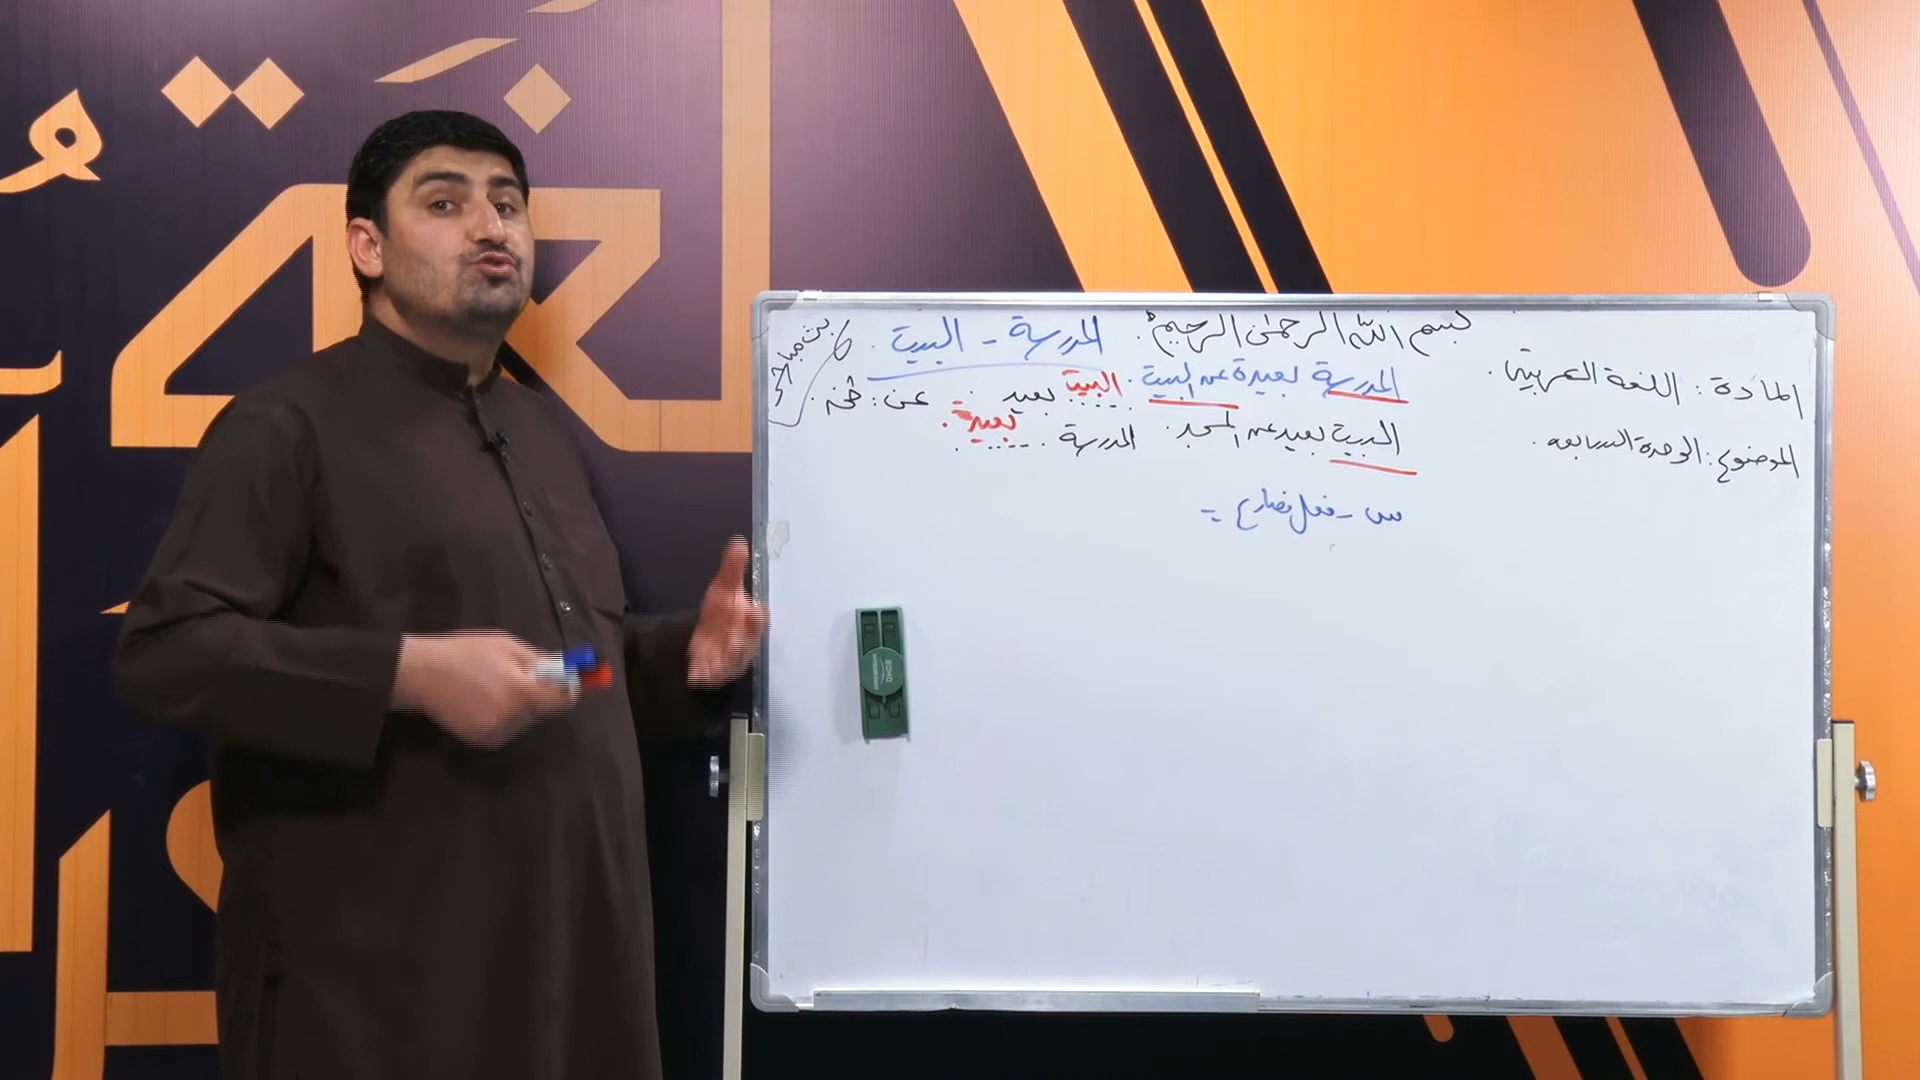 بسم الله الرحمن الرحيم.
المادة: اللغة العربية.
الموضوع: الوحدة السابعة.
المدرسة - البيت.
المدرسة بعيدة عن البيت. البيت بعيد
البيت بعيد عن المسجد. المدرسة بعيدة.
عن:
س - فعل مضارع =
لغة